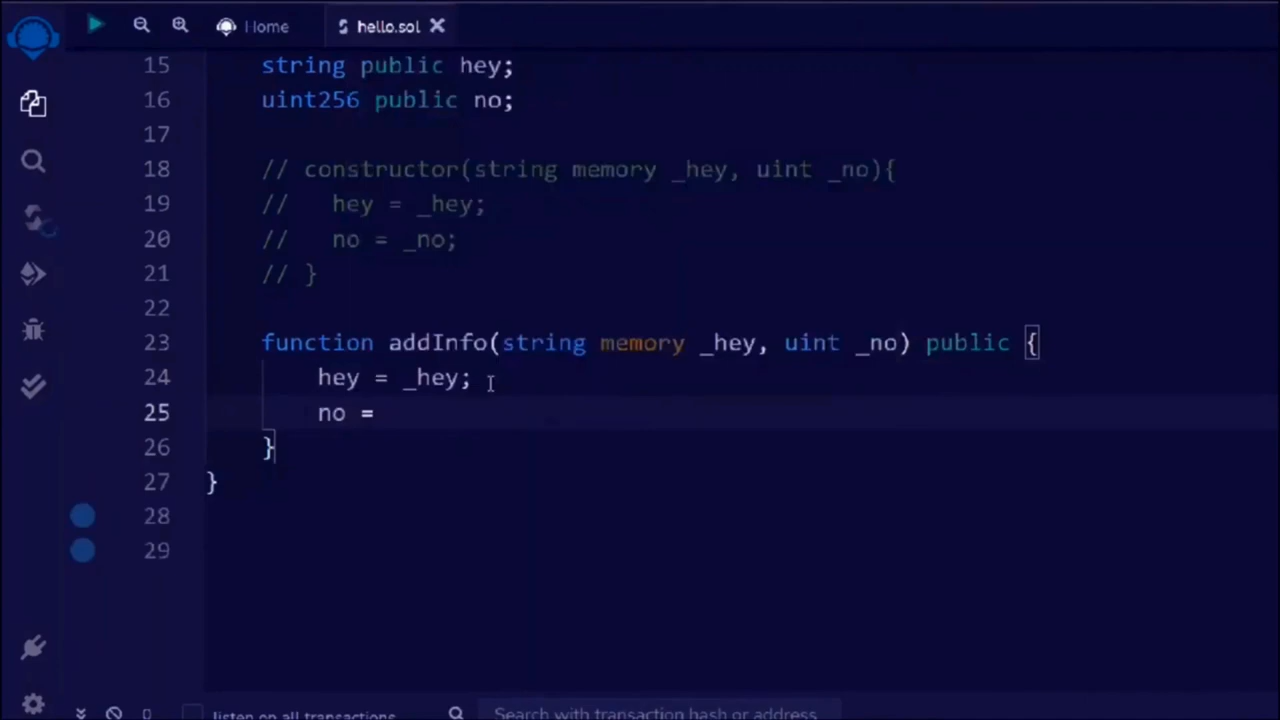 Home
hello.sol
15 string public hey;
16 uint256 public no;
17
18 // constructor(string memory _hey, uint _no){
19 //   hey = _hey;
20 //   no = _no;
21 // }
22
23 function addInfo(string memory _hey, uint _no) public {
24     hey = _hey;
25     no =
26 }
27 }
28
29
0 listen on all transactions Search with transaction hash or address